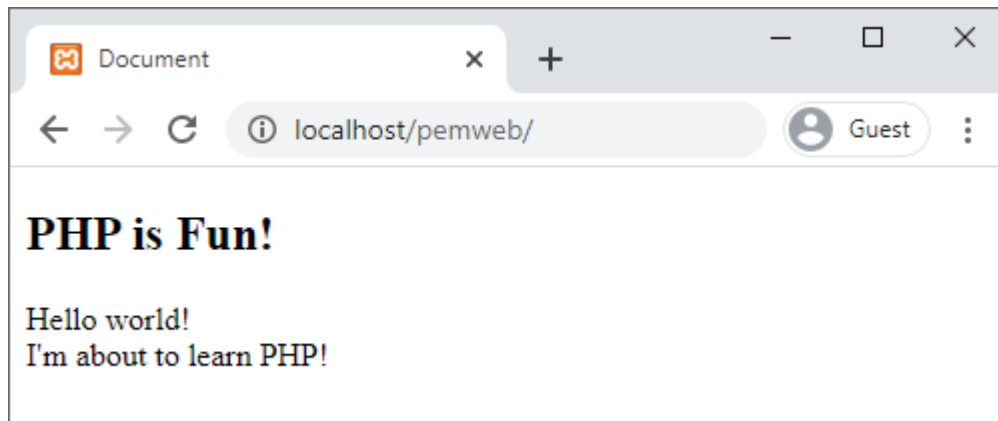 Document
localhost/pemweb/
Guest
PHP is Fun!
Hello world!
I'm about to learn PHP!